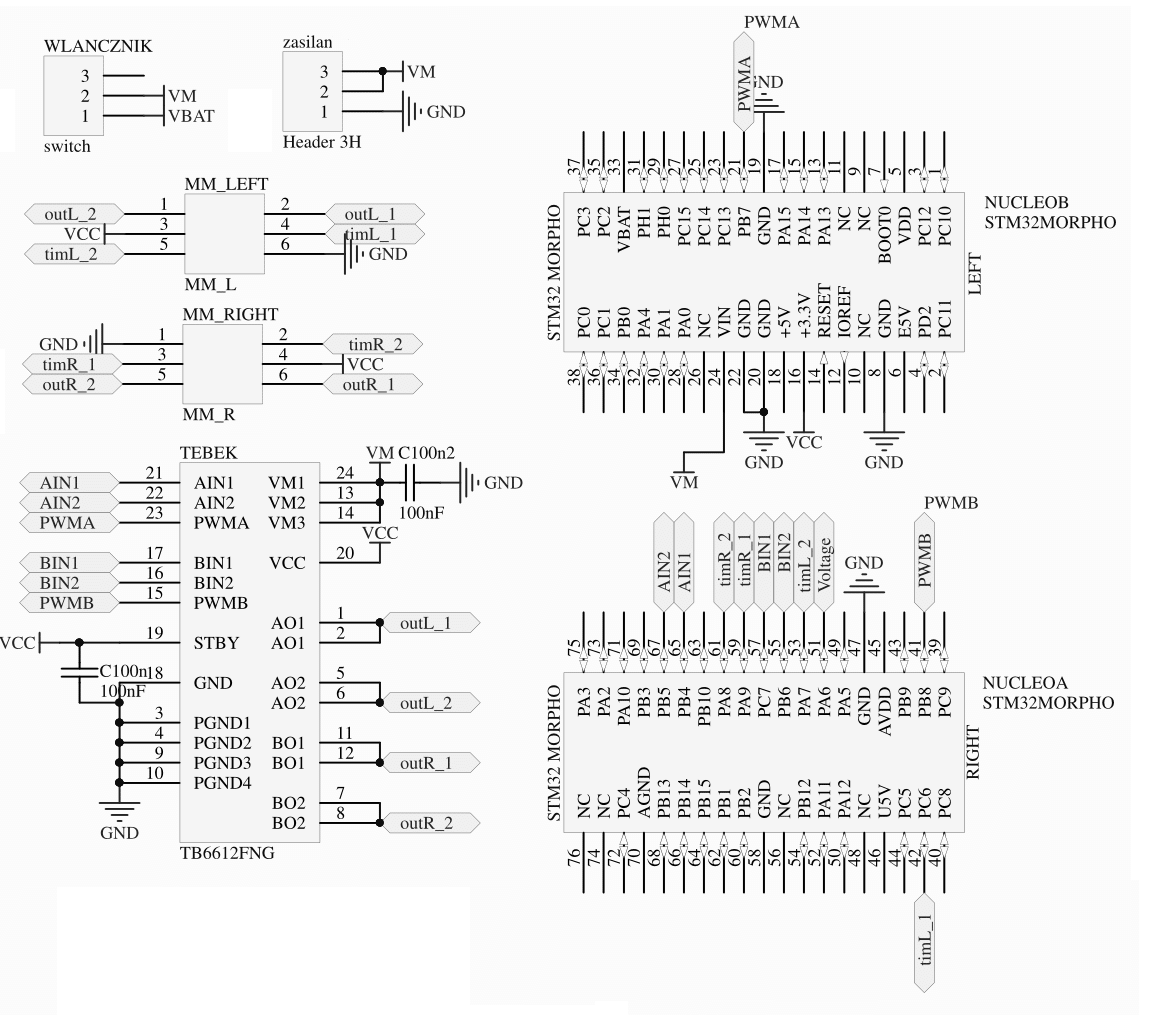 WLANCZNIK
3
2 VM
1 VBAT
switch
zasilan
3 VM
2
1 GND
Header 3H
MM_LEFT
outL_2 1 2 outL_1
VCC 3 4 timL_1
timL_2 5 6 GND
MM_L
MM_RIGHT
GND 1 2 timR_2
timR_1 3 4 VCC
outR_2 5 6 outR_1
MM_R
TEBEK
VM C100n2
AIN1 21 AIN1 VM1 24 GND
AIN2 22 AIN2 VM2 13
100nF
PWMA 23 PWMA VM3 14
VCC
BIN1 17 BIN1 VCC 20
BIN2 16 BIN2
PWMB 15 PWMB
AO1 1 outL_1
VCC 19 STBY AO1 2
C100n1
100nF
18 GND AO2 5
AO2 6 outL_2
3 PGND1
4 PGND2 BO1 11
9 PGND3 BO1 12 outR_1
10 PGND4
BO2 7
GND BO2 8 outR_2
TB6612FNG
PWMA
PWMA GND
37 35 33 31 29 27 25 23 21 19 17 15 13 11 9 7 5 3 1
PC3 PC2 VBAT PH1 PH0 PC15 PC14 PC13 PB7 GND PA15 PA14 PA13 NC NC BOOT0 VDD PC12 PC10
NUCLEOB
STM32MORPHO
STM32 MORPHO
LEFT
PC0 PC1 PB0 PA4 PA1 PA0 NC VIN GND GND +5V +3.3V RESET IOREF NC GND E5V PD2 PC11
38 36 34 32 30 28 26 24 22 20 18 16 14 12 10 8 6 4 2
VM GND VCC GND
PWMB
AIN2 AIN1 timR_2 timR_1 BIN1 BIN2 timL_2 Voltage GND PWMB
75 73 71 69 67 65 63 61 59 57 55 53 51 49 47 45 43 41 39
PA3 PA2 PA10 PB3 PB5 PB4 PB10 PA8 PA9 PC7 PB6 PA7 PA6 PA5 GND AVDD PB9 PB8 PC9
NUCLEOA
STM32MORPHO
STM32 MORPHO
RIGHT
NC NC PC4 AGND PB13 PB14 PB15 PB1 PB2 GND NC PB12 PA11 PA12 NC U5V PC5 PC6 PC8
76 74 72 70 68 66 64 62 60 58 56 54 52 50 48 46 44 42 40
timL_1